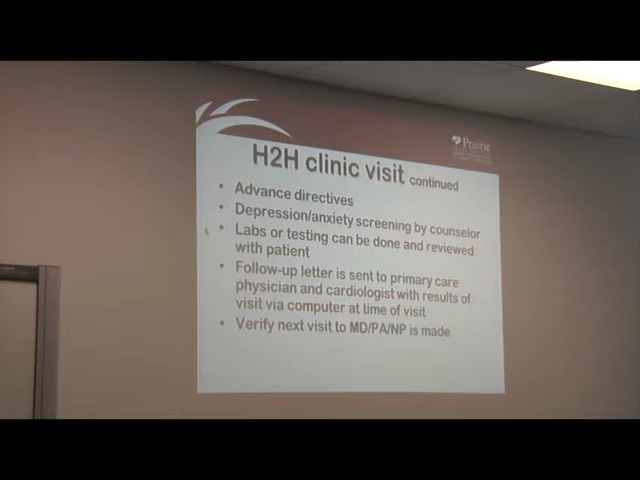 Prairie
H2H clinic visit continued
• Advance directives
• Depression/anxiety screening by counselor
• Labs or testing can be done and reviewed
with patient
• Follow-up letter is sent to primary care
physician and cardiologist with results of
visit via computer at time of visit
• Verify next visit to MD/PA/NP is made